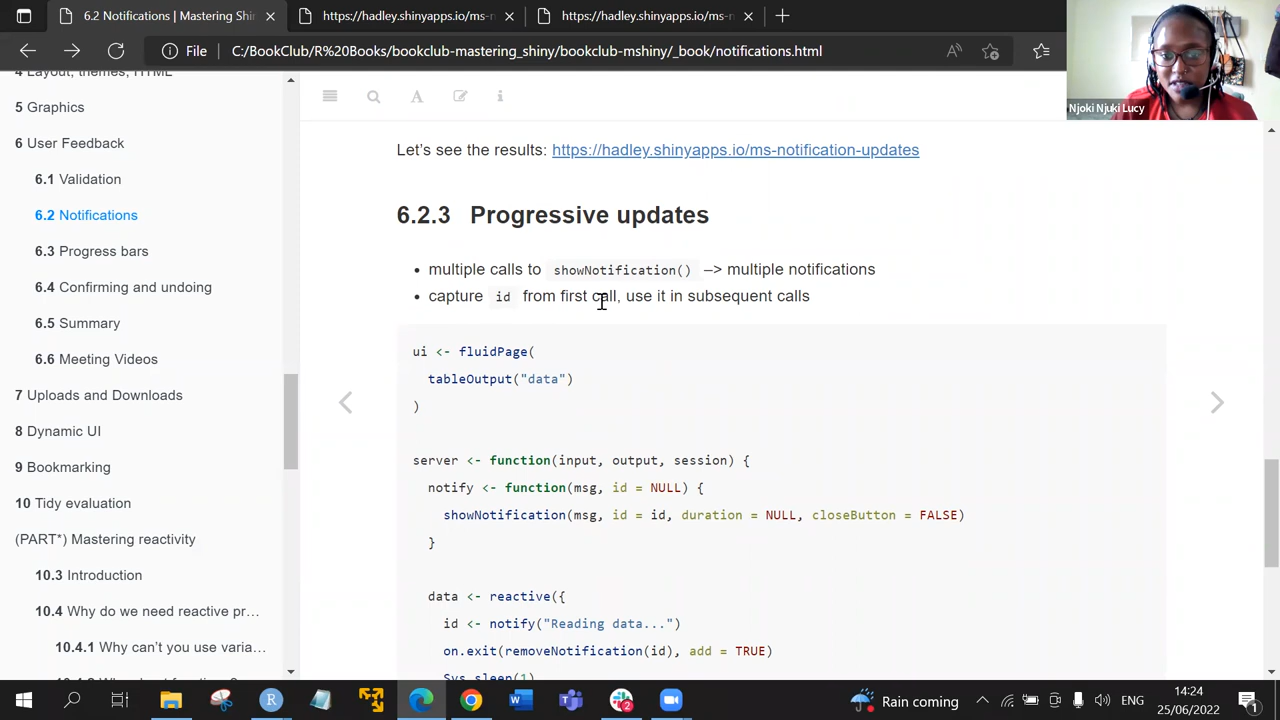 6.2 Notifications | Mastering Shi
https://hadley.shinyapps.io/ms-n
https://hadley.shinyapps.io/ms-n
File
C:/BookClub/R%20Books/bookclub-mastering_shiny/bookclub-mshiny/_book/notifications.html
Njoki Njuki Lucy
4 Layout, themes, HTML
5 Graphics
6 User Feedback
6.1 Validation
6.2 Notifications
6.3 Progress bars
6.4 Confirming and undoing
6.5 Summary
6.6 Meeting Videos
7 Uploads and Downloads
8 Dynamic UI
9 Bookmarking
10 Tidy evaluation
(PART*) Mastering reactivity
10.3 Introduction
10.4 Why do we need reactive pr…
10.4.1 Why can't you use varia…
Let's see the results: https://hadley.shinyapps.io/ms-notification-updates
6.2.3 Progressive updates
• multiple calls to showNotification() –> multiple notifications
• capture id from first call, use it in subsequent calls
ui <- fluidPage(
tableOutput("data")
)
server <- function(input, output, session) {
notify <- function(msg, id = NULL) {
showNotification(msg, id = id, duration = NULL, closeButton = FALSE)
}
data <- reactive({
id <- notify("Reading data...")
on.exit(removeNotification(id), add = TRUE)
Sys.sleep(1)
Rain coming
ENG
14:24
25/06/2022